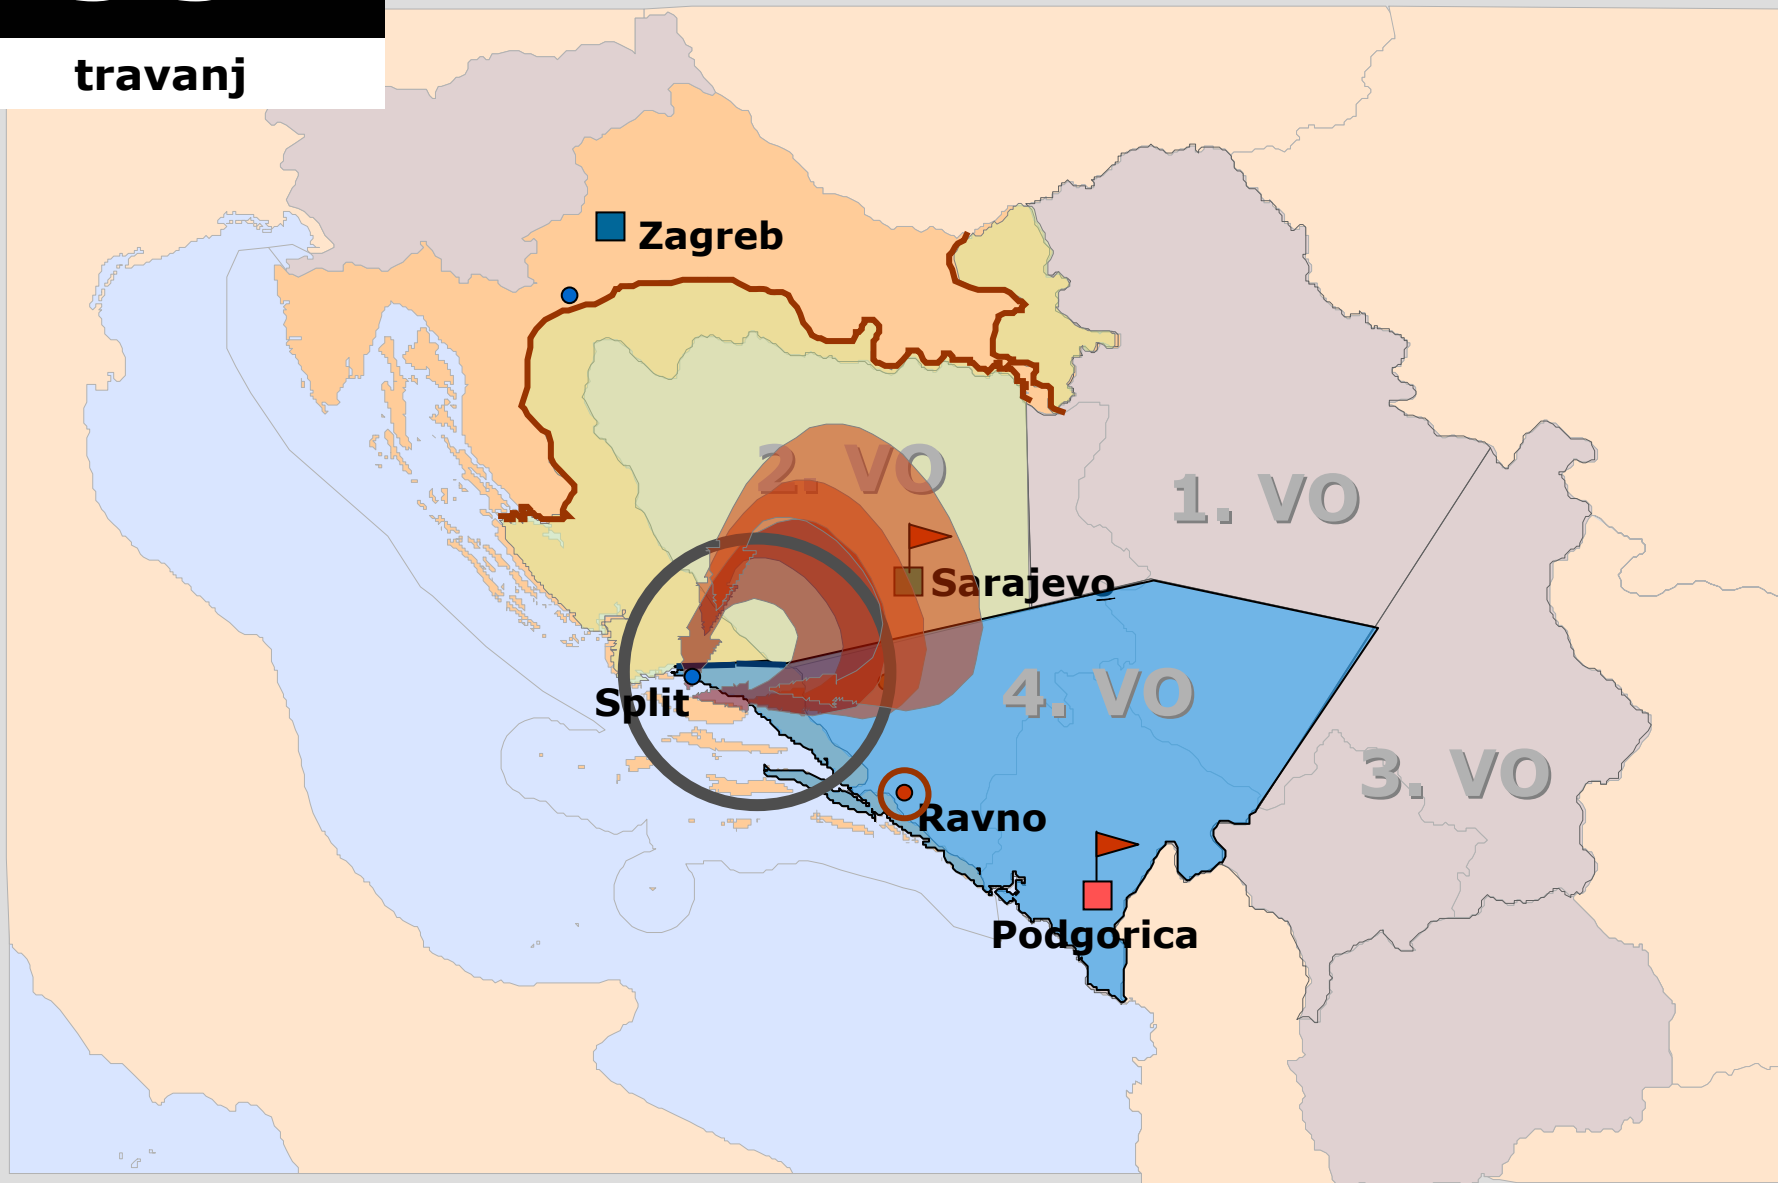 travanj
Zagreb
2. VO
1. VO
Sarajevo
4. VO
Split
3. VO
Ravno
Podgorica